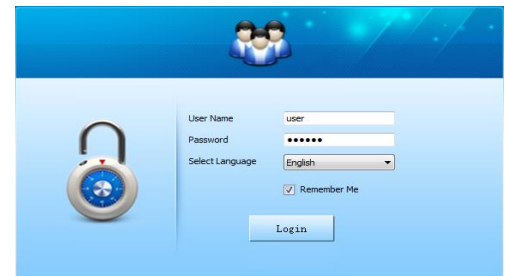 User Name user
Password ●●●●●●
Select Language English
Remember Me
Login